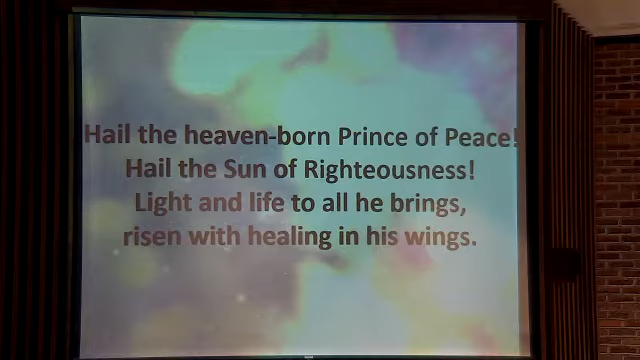 Hail the heaven-born Prince of Peace!
Hail the Sun of Righteousness!
Light and life to all he brings,
risen with healing in his wings.